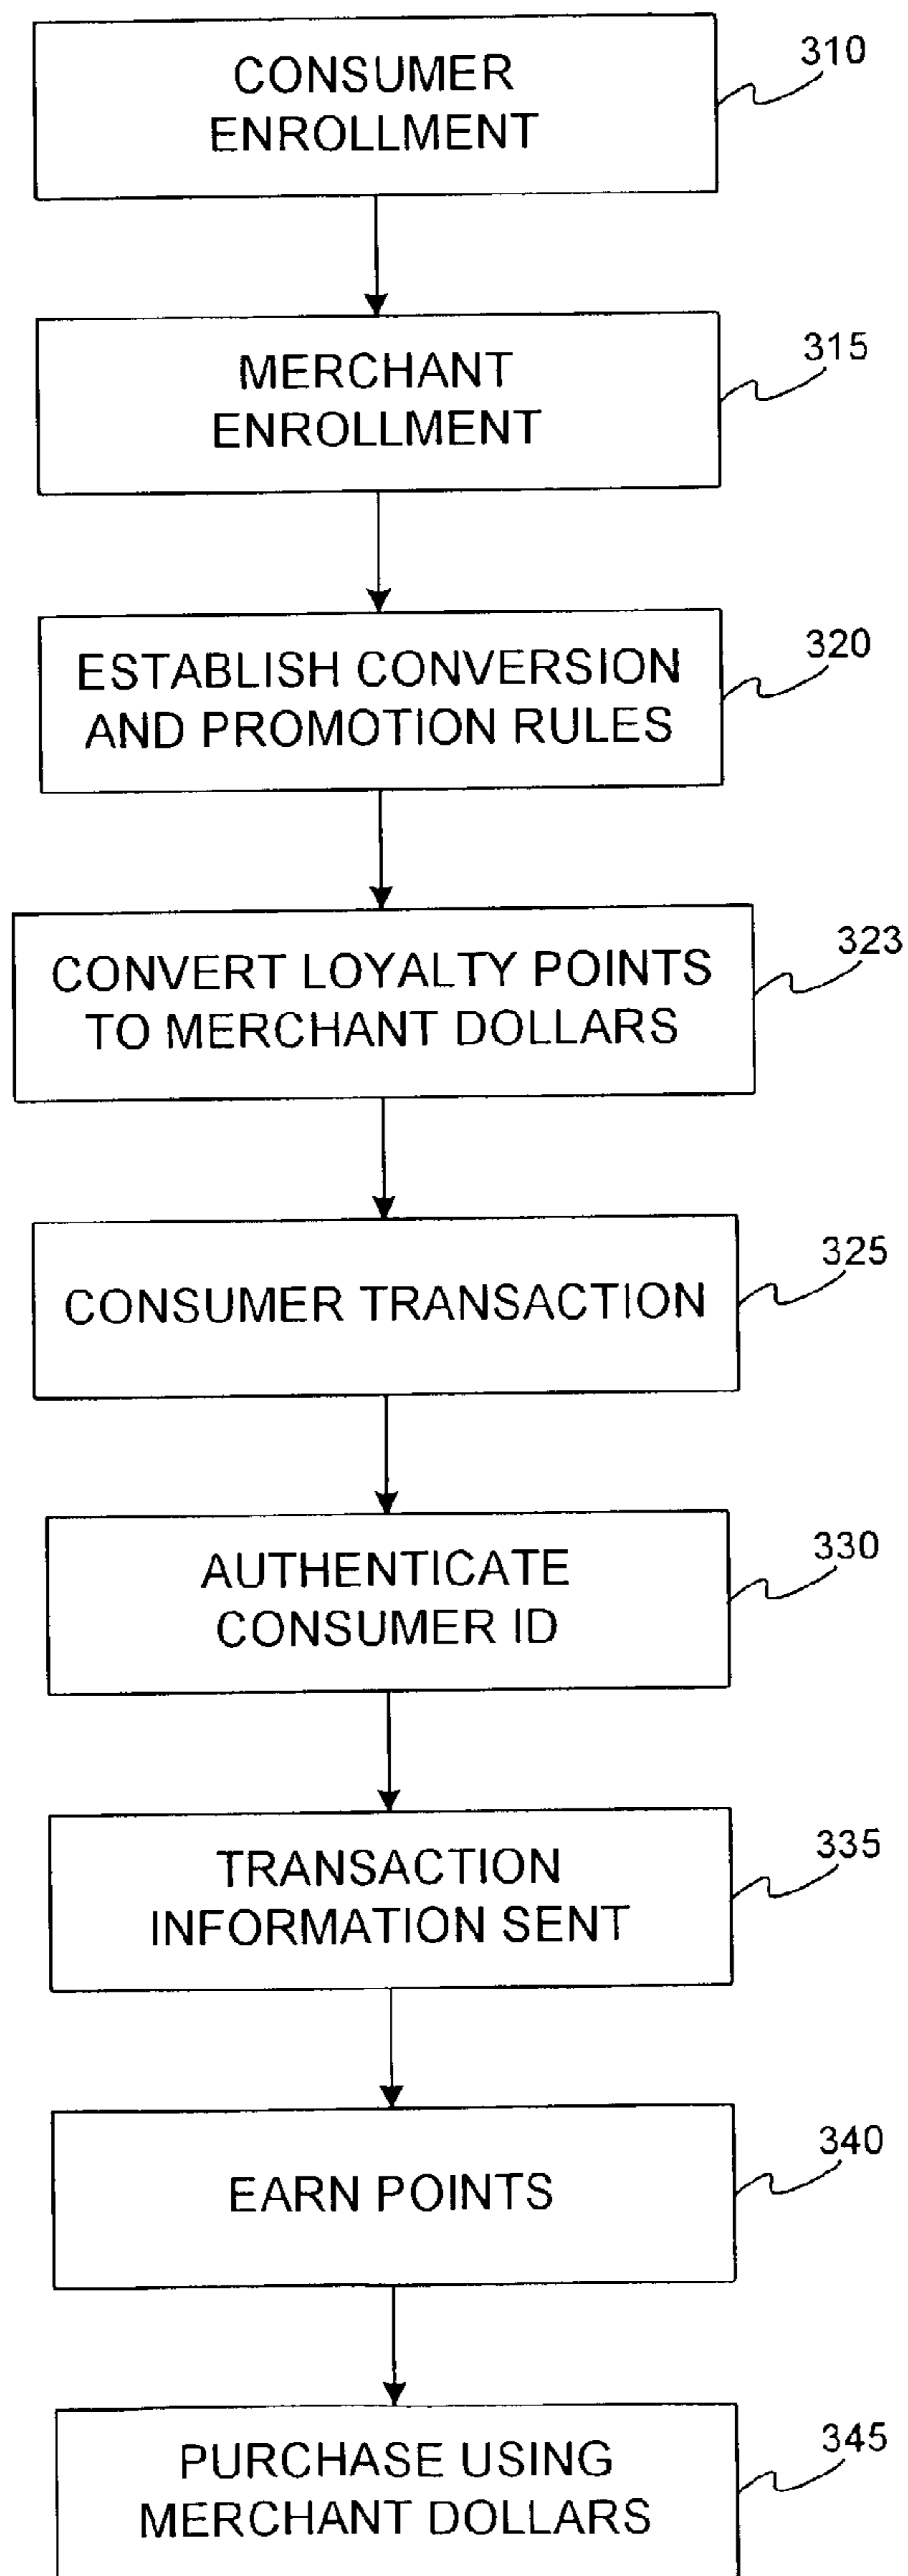 CONSUMER
ENROLLMENT
310
MERCHANT
ENROLLMENT
315
ESTABLISH CONVERSION
AND PROMOTION RULES
320
CONVERT LOYALTY POINTS
TO MERCHANT DOLLARS
323
CONSUMER TRANSACTION
325
AUTHENTICATE
CONSUMER ID
330
TRANSACTION
INFORMATION SENT
335
EARN POINTS
340
PURCHASE USING
MERCHANT DOLLARS
345